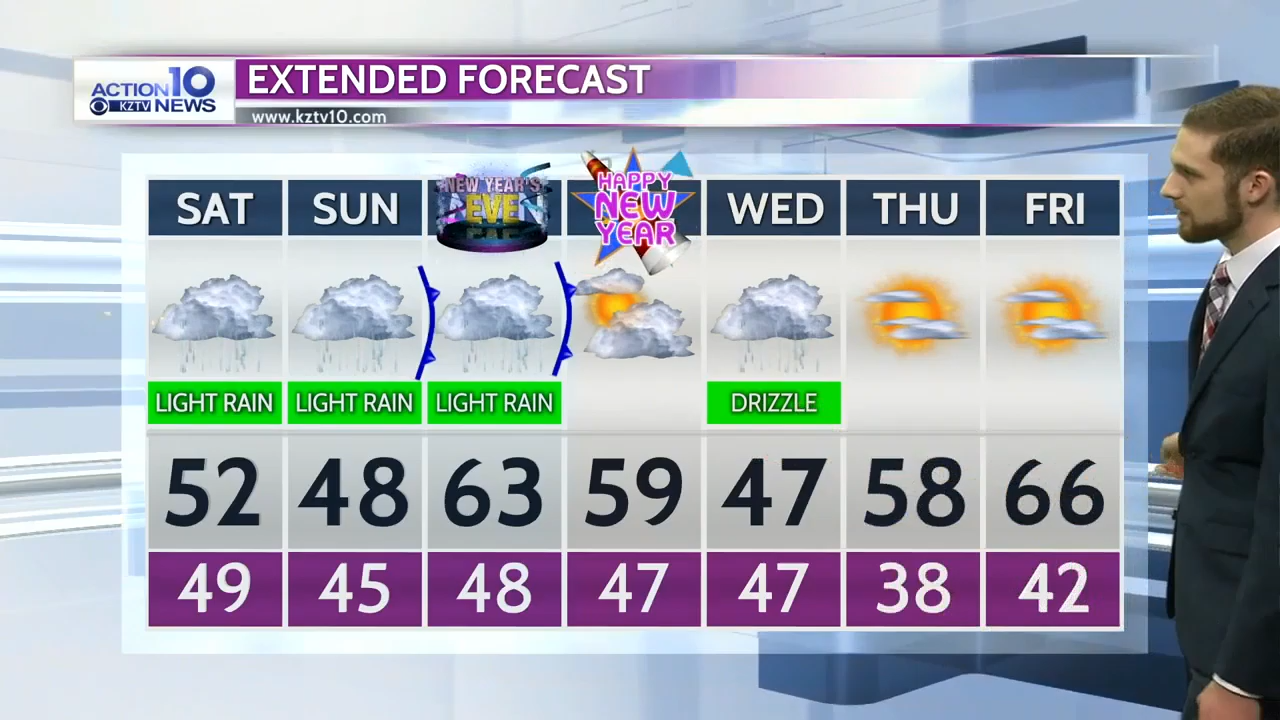 ACTION 10
KZTV NEWS
EXTENDED FORECAST
www.kztv10.com
SAT SUN NEW YEAR'S EVE HAPPY NEW YEAR WED THU FRI
LIGHT RAIN LIGHT RAIN LIGHT RAIN DRIZZLE
52 48 63 59 47 58 66
49 45 48 47 47 38 42